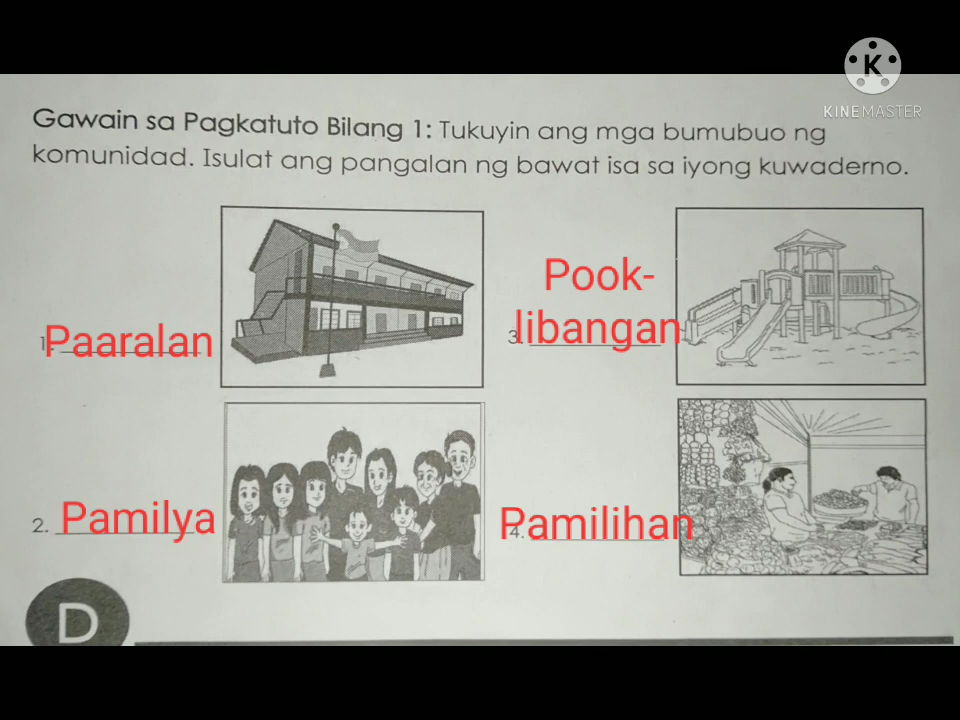 K
KINEMASTER
Gawain sa Pagkatuto Bilang 1: Tukuyin ang mga bumubuo ng
komunidad. Isulat ang pangalan ng bawat isa sa iyong kuwaderno.
1. Paaralan
2. Pamilya
3. Pook-
libangan
4. Pamilihan
D